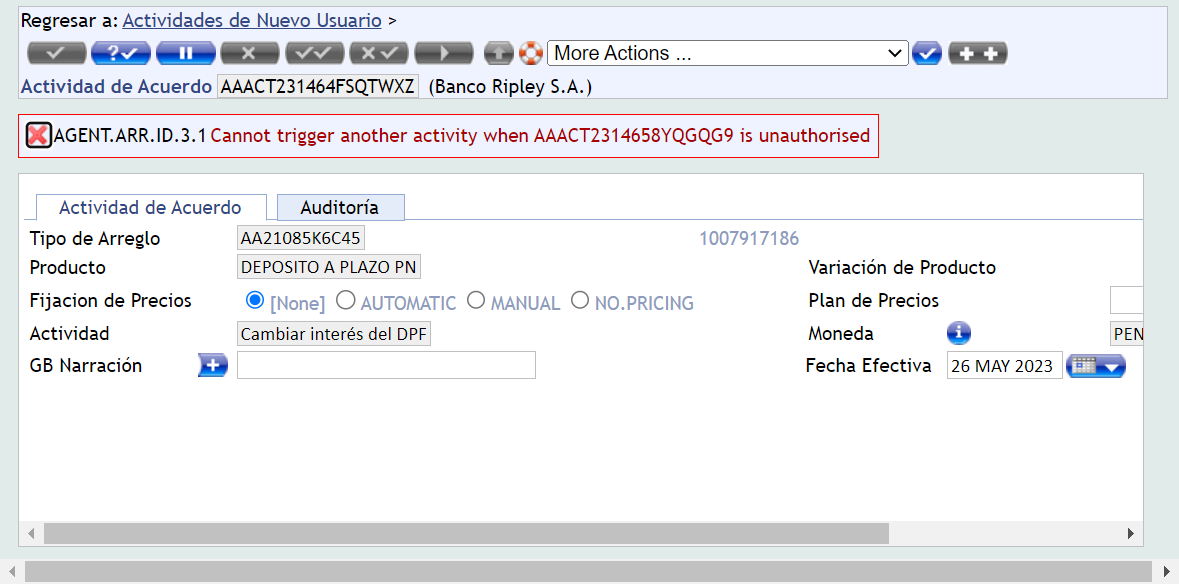 Regresar a: Actividades de Nuevo Usuario >
More Actions ...
Actividad de Acuerdo AAACT231464FSQTWXZ (Banco Ripley S.A.)
AGENT.ARR.ID.3.1 Cannot trigger another activity when AAACT2314658YQGQG9 is unauthorised
Actividad de Acuerdo Auditoría
Tipo de Arreglo AA21085K6C45 1007917186
Producto DEPOSITO A PLAZO PN Variación de Producto
Fijacion de Precios [None] AUTOMATIC MANUAL NO.PRICING Plan de Precios
Actividad Cambiar interés del DPF Moneda PEN
GB Narración Fecha Efectiva 26 MAY 2023